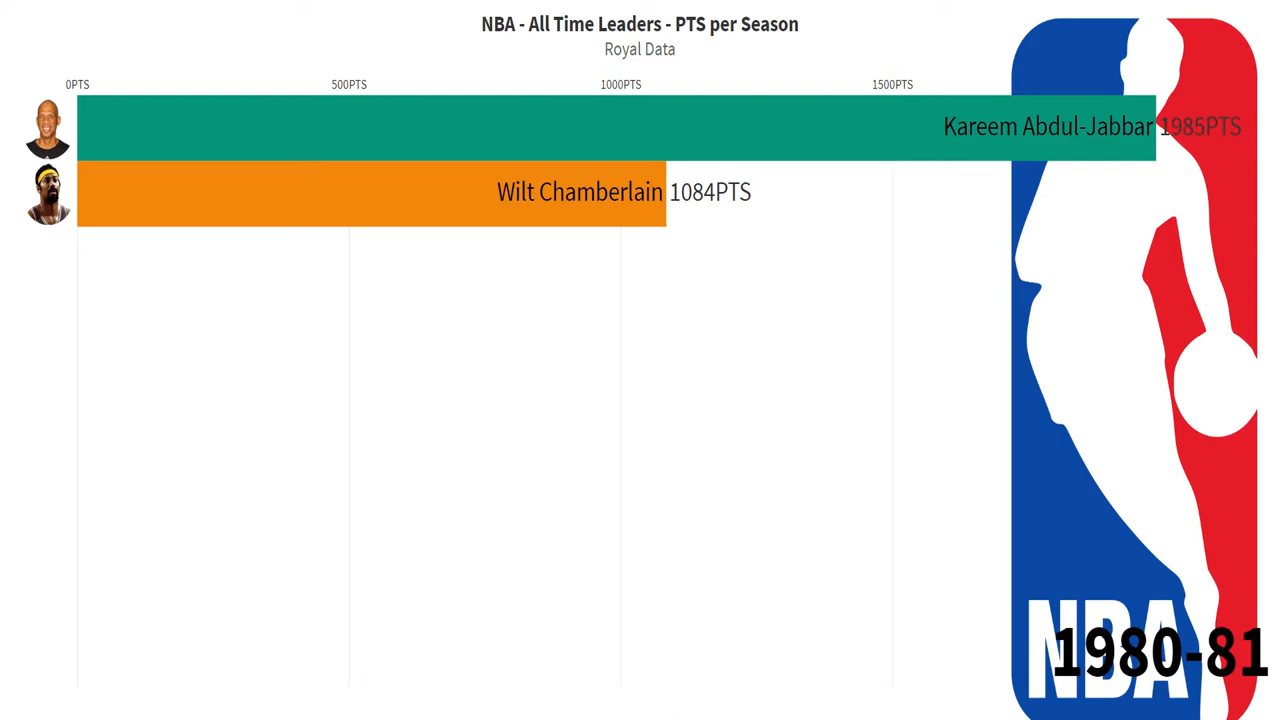 NBA - All Time Leaders - PTS per Season
Royal Data
0PTS 500PTS 1000PTS 1500PTS
Kareem Abdul-Jabbar 1985PTS
Wilt Chamberlain 1084PTS
NBA
1980-81